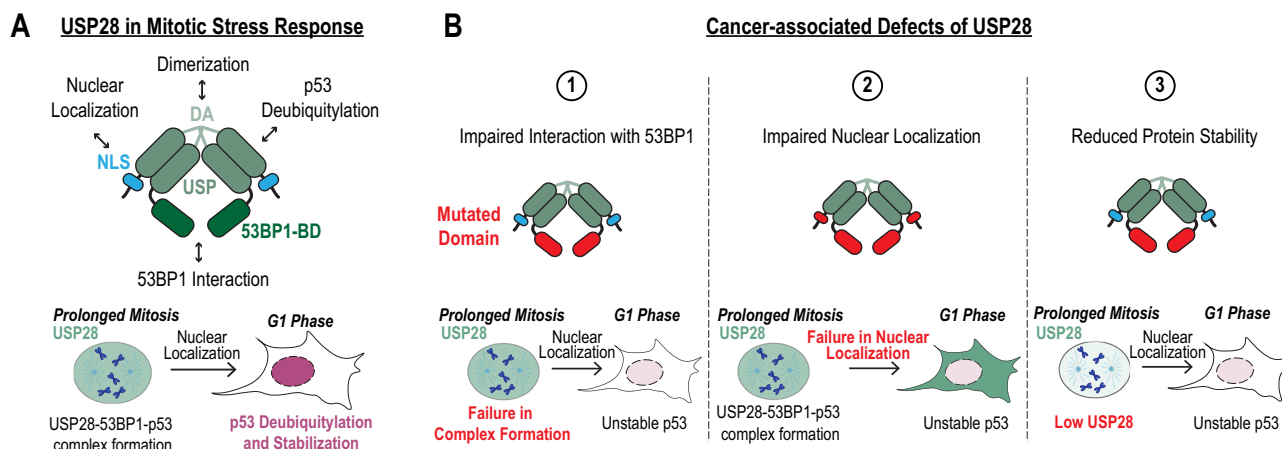 A
USP28 in Mitotic Stress Response
Dimerization
Nuclear
Localization
p53
Deubiquitylation
DA
NLS
USP
53BP1-BD
53BP1 Interaction
Prolonged Mitosis
USP28
Nuclear
Localization
G1 Phase
USP28-53BP1-p53
complex formation
p53 Deubiquitylation
and Stabilization
B
Cancer-associated Defects of USP28
1
Impaired Interaction with 53BP1
Mutated
Domain
Prolonged Mitosis
USP28
Nuclear
Localization
G1 Phase
Failure in
Complex Formation
Unstable p53
2
Impaired Nuclear Localization
Prolonged Mitosis
USP28
Failure in Nuclear
Localization
G1 Phase
USP28-53BP1-p53
complex formation
Unstable p53
3
Reduced Protein Stability
Prolonged Mitosis
USP28
Nuclear
Localization
G1 Phase
Low USP28
Unstable p53